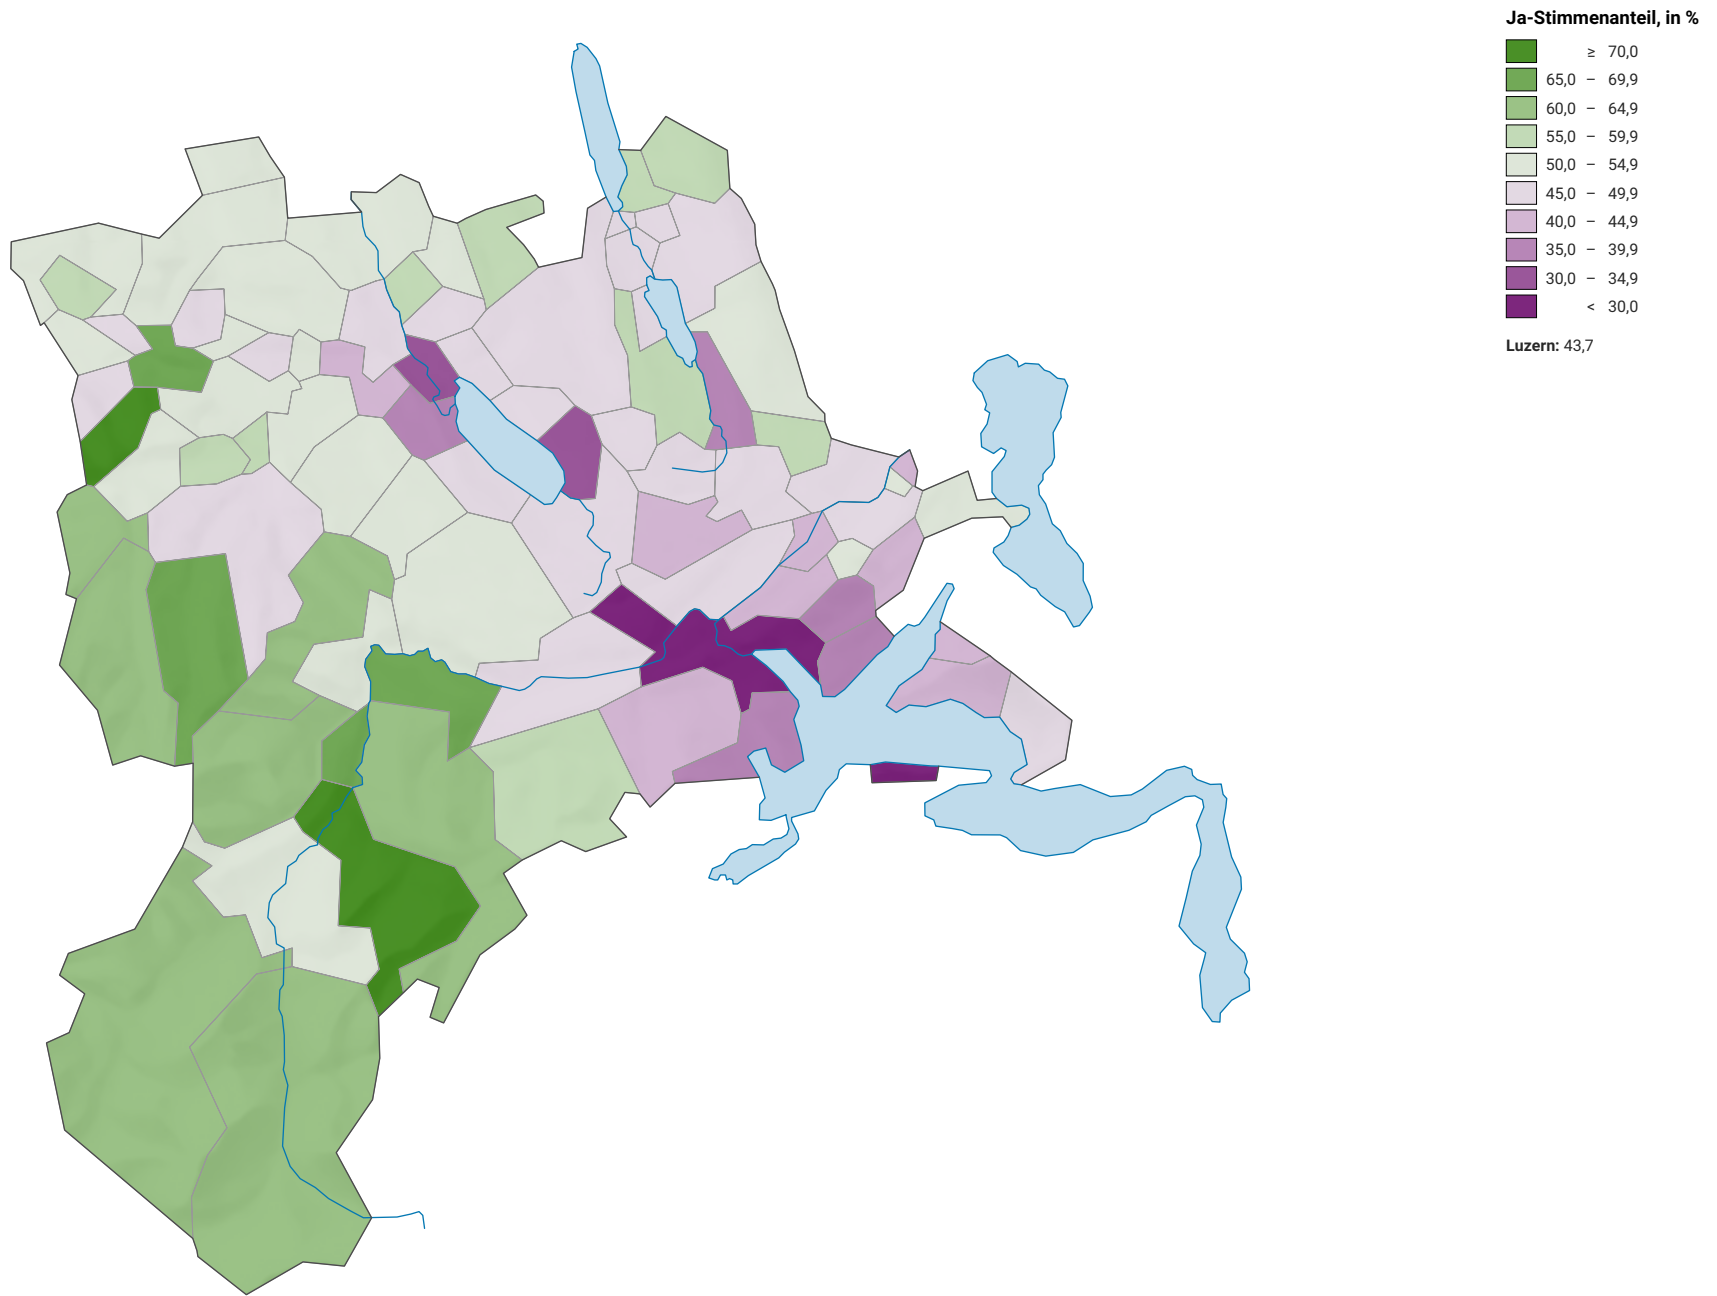 Ja-Stimmenanteil, in %
≥ 70,0
65,0 – 69,9
60,0 – 64,9
55,0 – 59,9
50,0 – 54,9
45,0 – 49,9
40,0 – 44,9
35,0 – 39,9
30,0 – 34,9
< 30,0
Luzern: 43,7